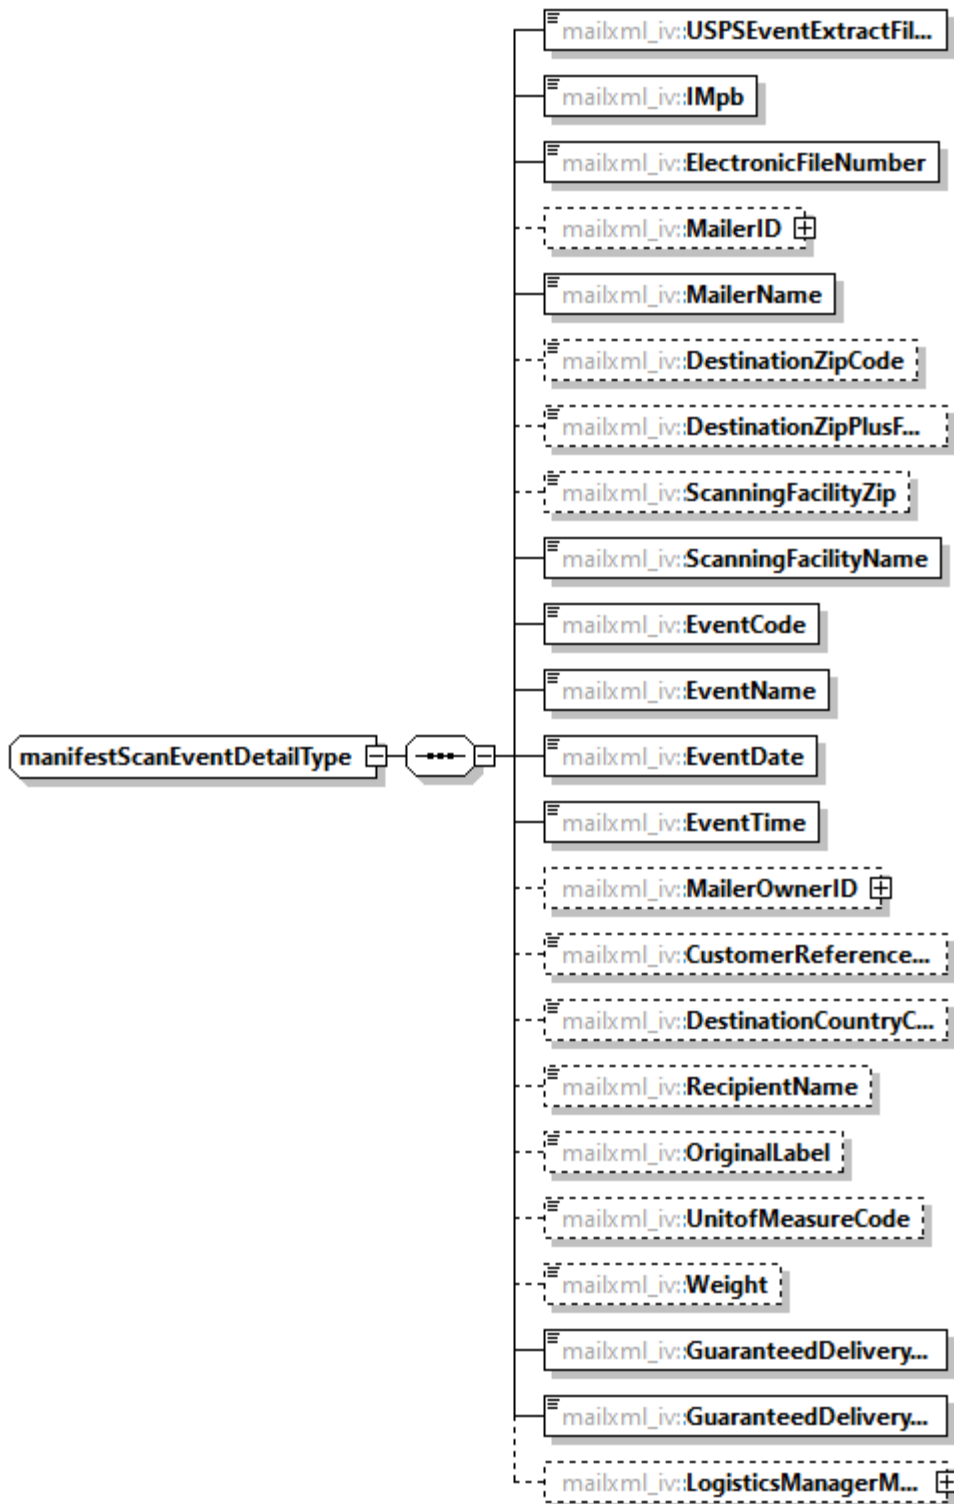 mailxml_iv::USPSEventExtractFil...
mailxml_iv::IMpb
mailxml_iv::ElectronicFileNumber
mailxml_iv::MailerID
mailxml_iv::MailerName
mailxml_iv::DestinationZipCode
mailxml_iv::DestinationZipPlusF...
mailxml_iv::ScanningFacilityZip
mailxml_iv::ScanningFacilityName
mailxml_iv::EventCode
mailxml_iv::EventName
manifestScanEventDetailType
mailxml_iv::EventDate
mailxml_iv::EventTime
mailxml_iv::MailerOwnerID
mailxml_iv::CustomerReference...
mailxml_iv::DestinationCountryC...
mailxml_iv::RecipientName
mailxml_iv::OriginalLabel
mailxml_iv::UnitofMeasureCode
mailxml_iv::Weight
mailxml_iv::GuaranteedDelivery...
mailxml_iv::GuaranteedDelivery...
mailxml_iv::LogisticsManagerM...